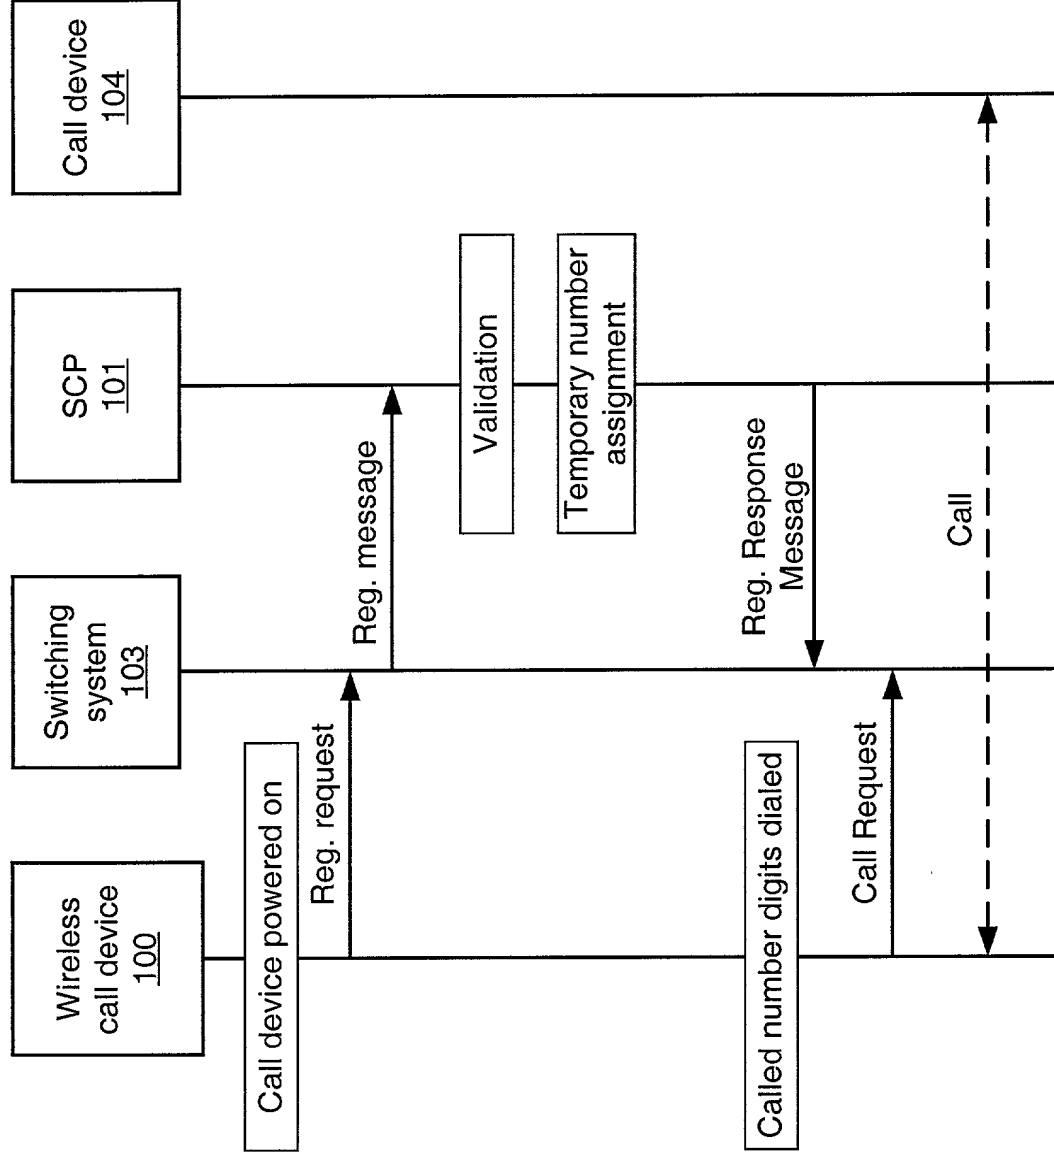 Wireless
call device
100
Switching
system
103
SCP
101
Call device
104
Call device powered on
Reg. request
Reg. message
Validation
Temporary number
assignment
Reg. Response
Message
Called number digits dialed
Call Request
Call